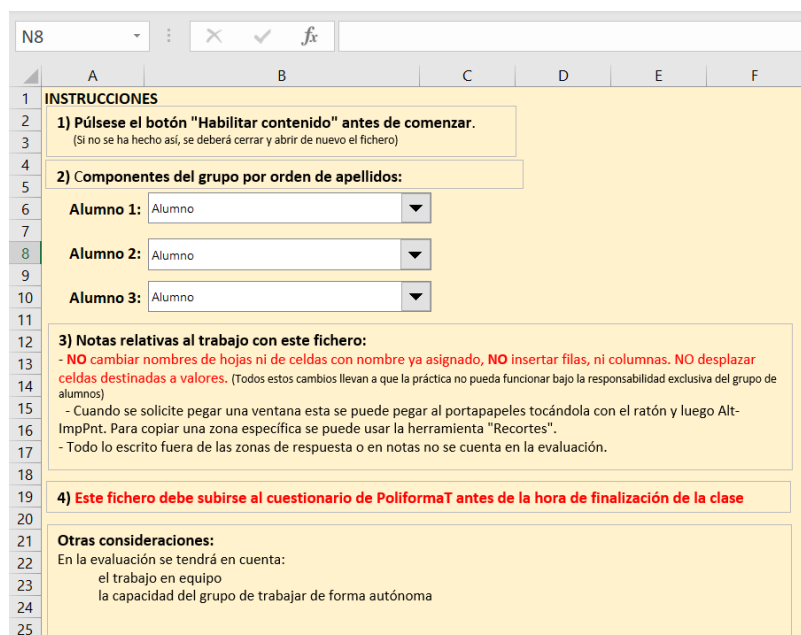 N8
fx
A B C D E F
1 INSTRUCCIONES
2 1) Púlsese el botón "Habilitar contenido" antes de comenzar.
3 (Si no se ha hecho así, se deberá cerrar y abrir de nuevo el fichero)
4
5 2) Componentes del grupo por orden de apellidos:
6 Alumno 1: Alumno
7
8 Alumno 2: Alumno
9
10 Alumno 3: Alumno
11
12 3) Notas relativas al trabajo con este fichero:
13 - NO cambiar nombres de hojas ni de celdas con nombre ya asignado, NO insertar filas, ni columnas. NO desplazar
14 celdas destinadas a valores. (Todos estos cambios llevan a que la práctica no pueda funcionar bajo la responsabilidad exclusiva del grupo de
alumnos)
15 - Cuando se solicite pegar una ventana esta se puede pegar al portapapeles tocándola con el ratón y luego Alt-
16 ImpPnt. Para copiar una zona específica se puede usar la herramienta "Recortes".
17 - Todo lo escrito fuera de las zonas de respuesta o en notas no se cuenta en la evaluación.
18
19 4) Este fichero debe subirse al cuestionario de PoliformaT antes de la hora de finalización de la clase
20
21 Otras consideraciones:
22 En la evaluación se tendrá en cuenta:
23 el trabajo en equipo
24 la capacidad del grupo de trabajar de forma autónoma
25